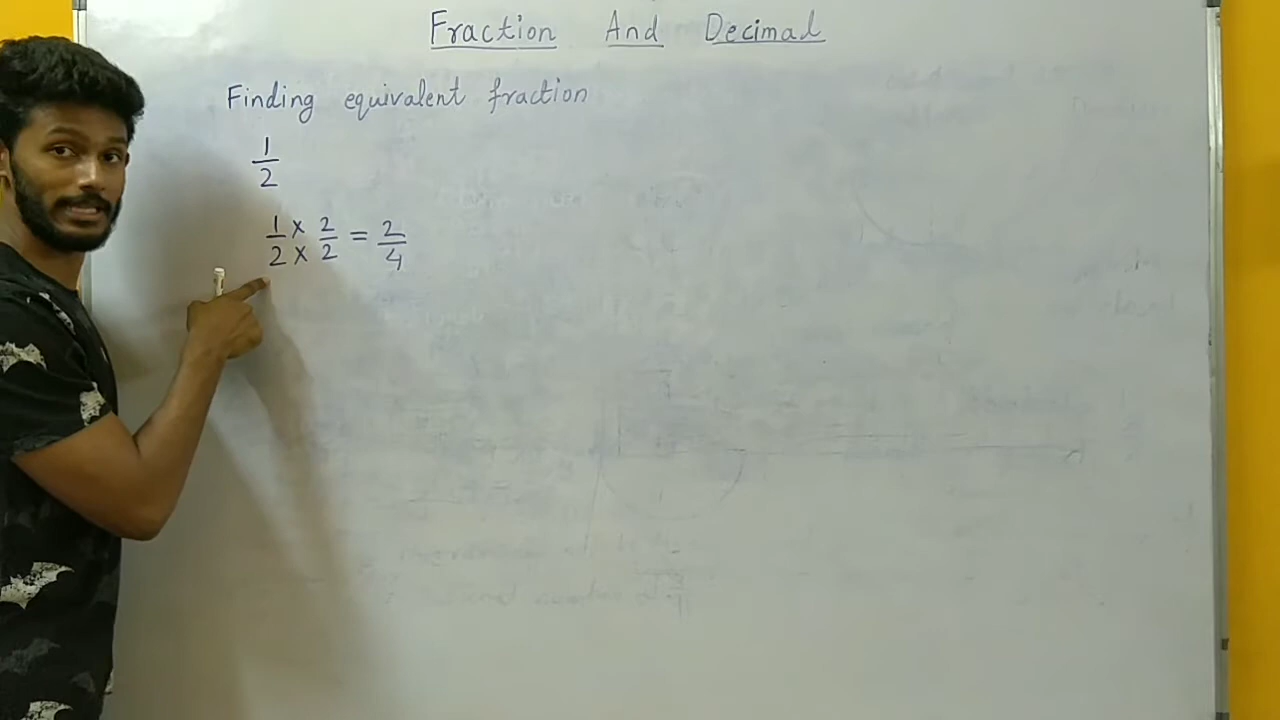 Fraction And Decimal
Finding equivalent fraction
1/2
1/2 × 2/2 = 2/4